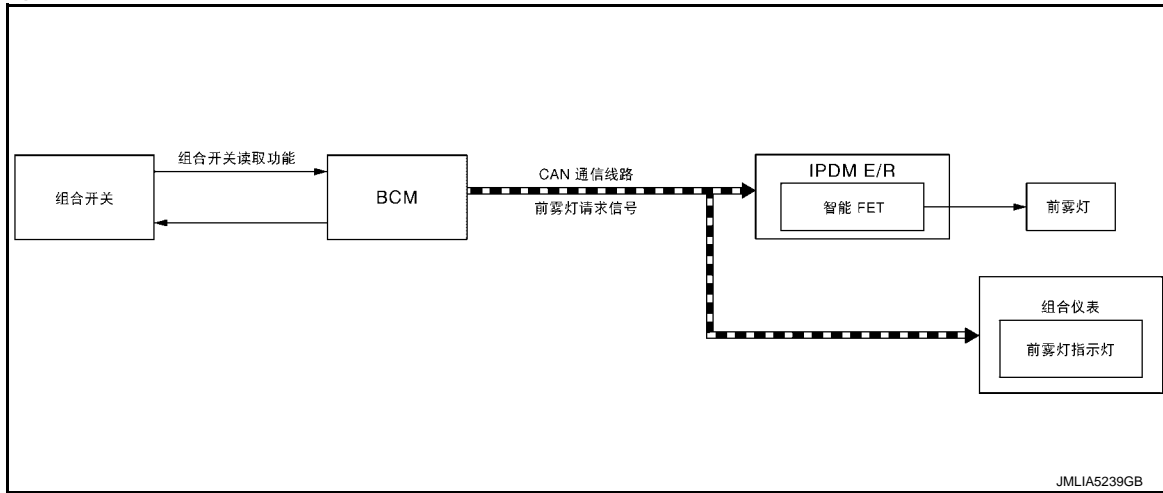 组合开关
组合开关读取功能
BCM
CAN 通信线路
前雾灯请求信号
IPDM E/R
智能 FET
前雾灯
组合仪表
前雾灯指示灯
JMLIA5239GB